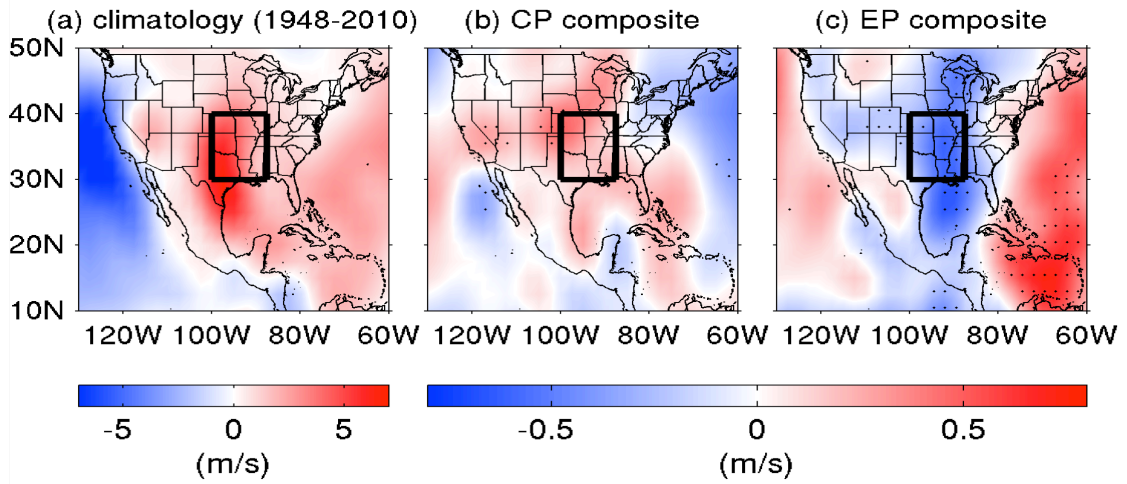 (a) climatology (1948-2010) (b) CP composite (c) EP composite
50N
40N
30N
20N
10N
120W 100W 80W 60W 120W 100W 80W 60W 120W 100W 80W 60W
-5 0 5 -0.5 0 0.5
(m/s) (m/s)